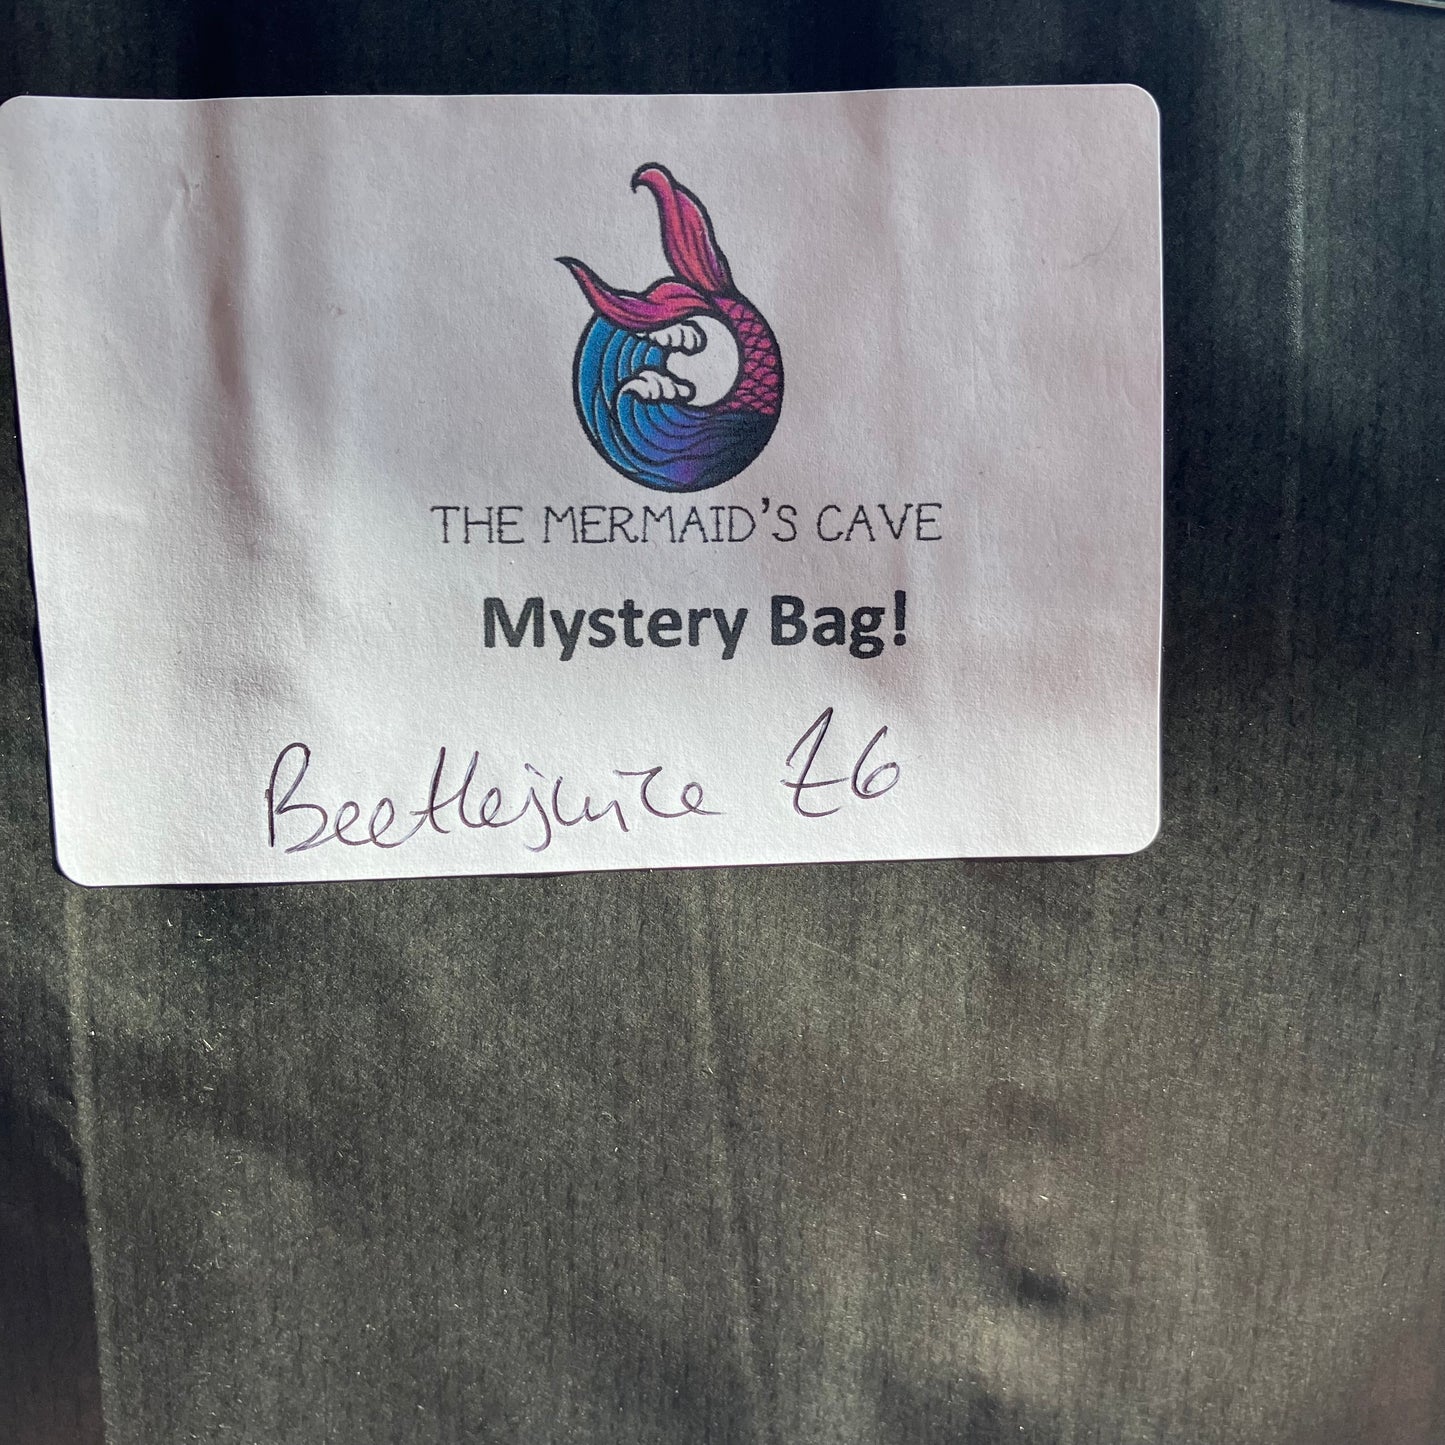 THE MERMAID'S CAVE
Mystery Bag!
Beetlejuice £6